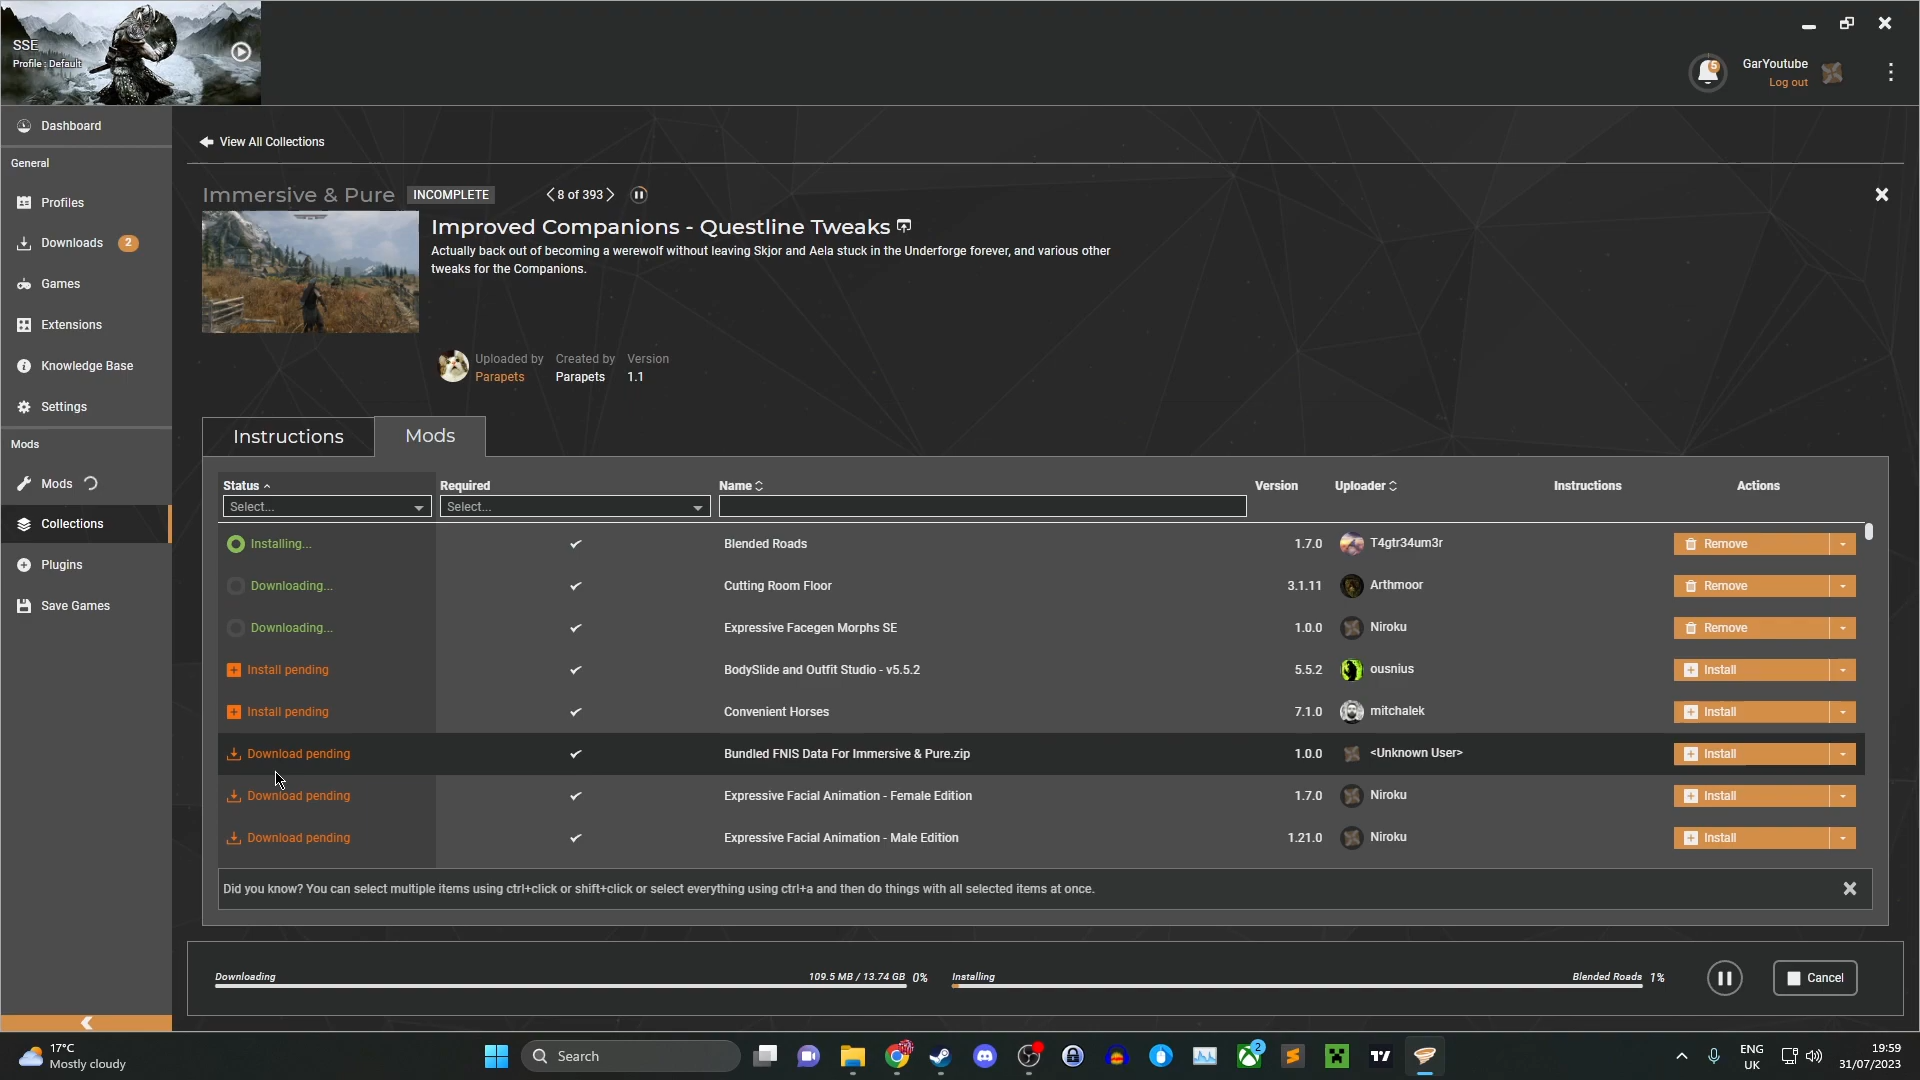 SSE
Profile : Default
5
GarYoutube
Log out
Dashboard
General
Profiles
Downloads
2
Games
Extensions
Knowledge Base
Settings
Mods
Mods
Collections
Plugins
Save Games
View All Collections
Immersive & Pure
INCOMPLETE
8 of 393
Improved Companions - Questline Tweaks
Actually back out of becoming a werewolf without leaving Skjor and Aela stuck in the Underforge forever, and various other
tweaks for the Companions.
Uploaded by Created by Version
Parapets Parapets 1.1
Instructions Mods
Status Required Name Version Uploader Instructions Actions
Select... Select...
Installing... Blended Roads 1.7.0 T4gtr34um3r Remove
Downloading... Cutting Room Floor 3.1.11 Arthmoor Remove
Downloading... Expressive Facegen Morphs SE 1.0.0 Niroku Remove
Install pending BodySlide and Outfit Studio - v5.5.2 5.5.2 ousnius Install
Install pending Convenient Horses 7.1.0 mitchalek Install
Download pending Bundled FNIS Data For Immersive & Pure.zip 1.0.0 <Unknown User> Install
Download pending Expressive Facial Animation - Female Edition 1.7.0 Niroku Install
Download pending Expressive Facial Animation - Male Edition 1.21.0 Niroku Install
Did you know? You can select multiple items using ctrl+click or shift+click or select everything using ctrl+a and then do things with all selected items at once.
Downloading 109.5 MB / 13.74 GB 0% Installing Blended Roads 1%
Cancel
17°C
Mostly cloudy
Search
2
ENG
UK
19:59
31/07/2023